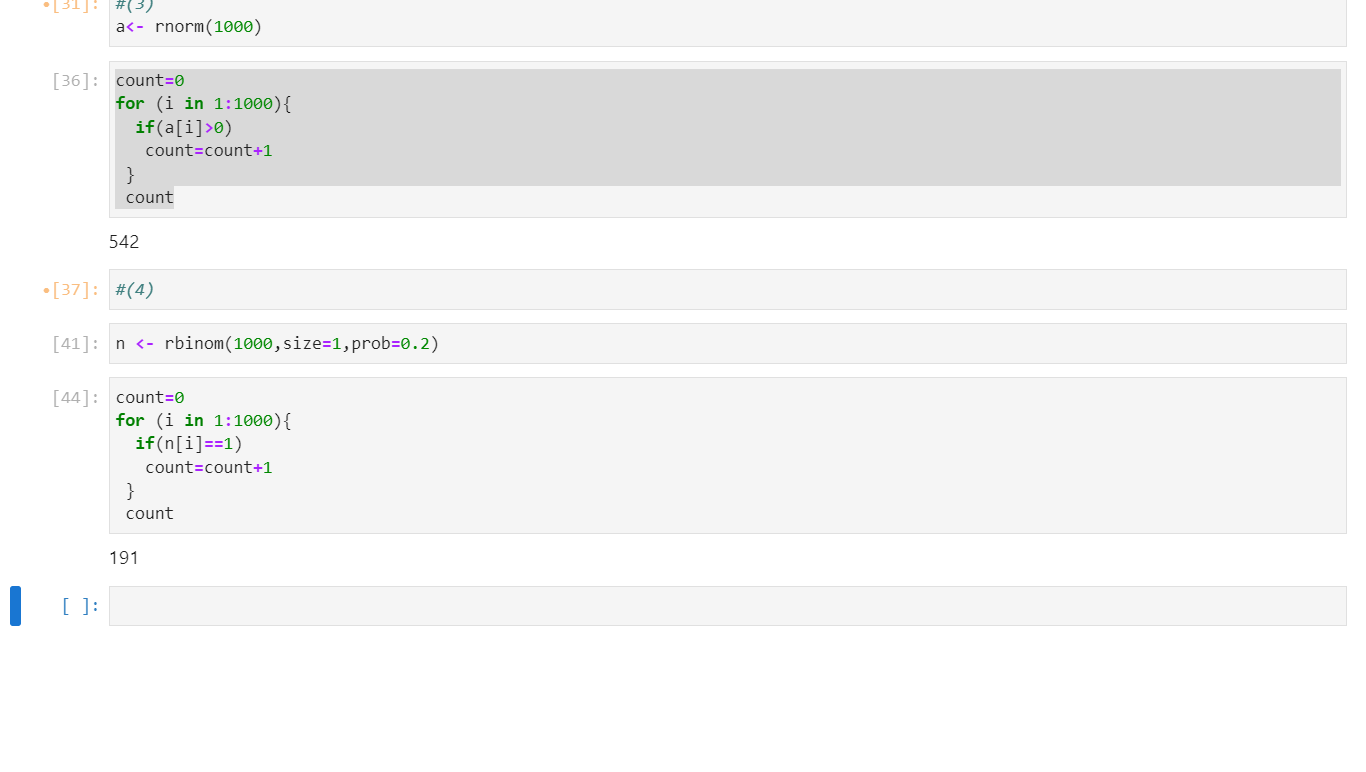 [31]: #(3)
a<- rnorm(1000)
[36]: count=0
for (i in 1:1000){
  if(a[i]>0)
   count=count+1
 }
 count
542
[37]: #(4)
[41]: n <- rbinom(1000,size=1,prob=0.2)
[44]: count=0
for (i in 1:1000){
  if(n[i]==1)
   count=count+1
 }
 count
191
[ ]: